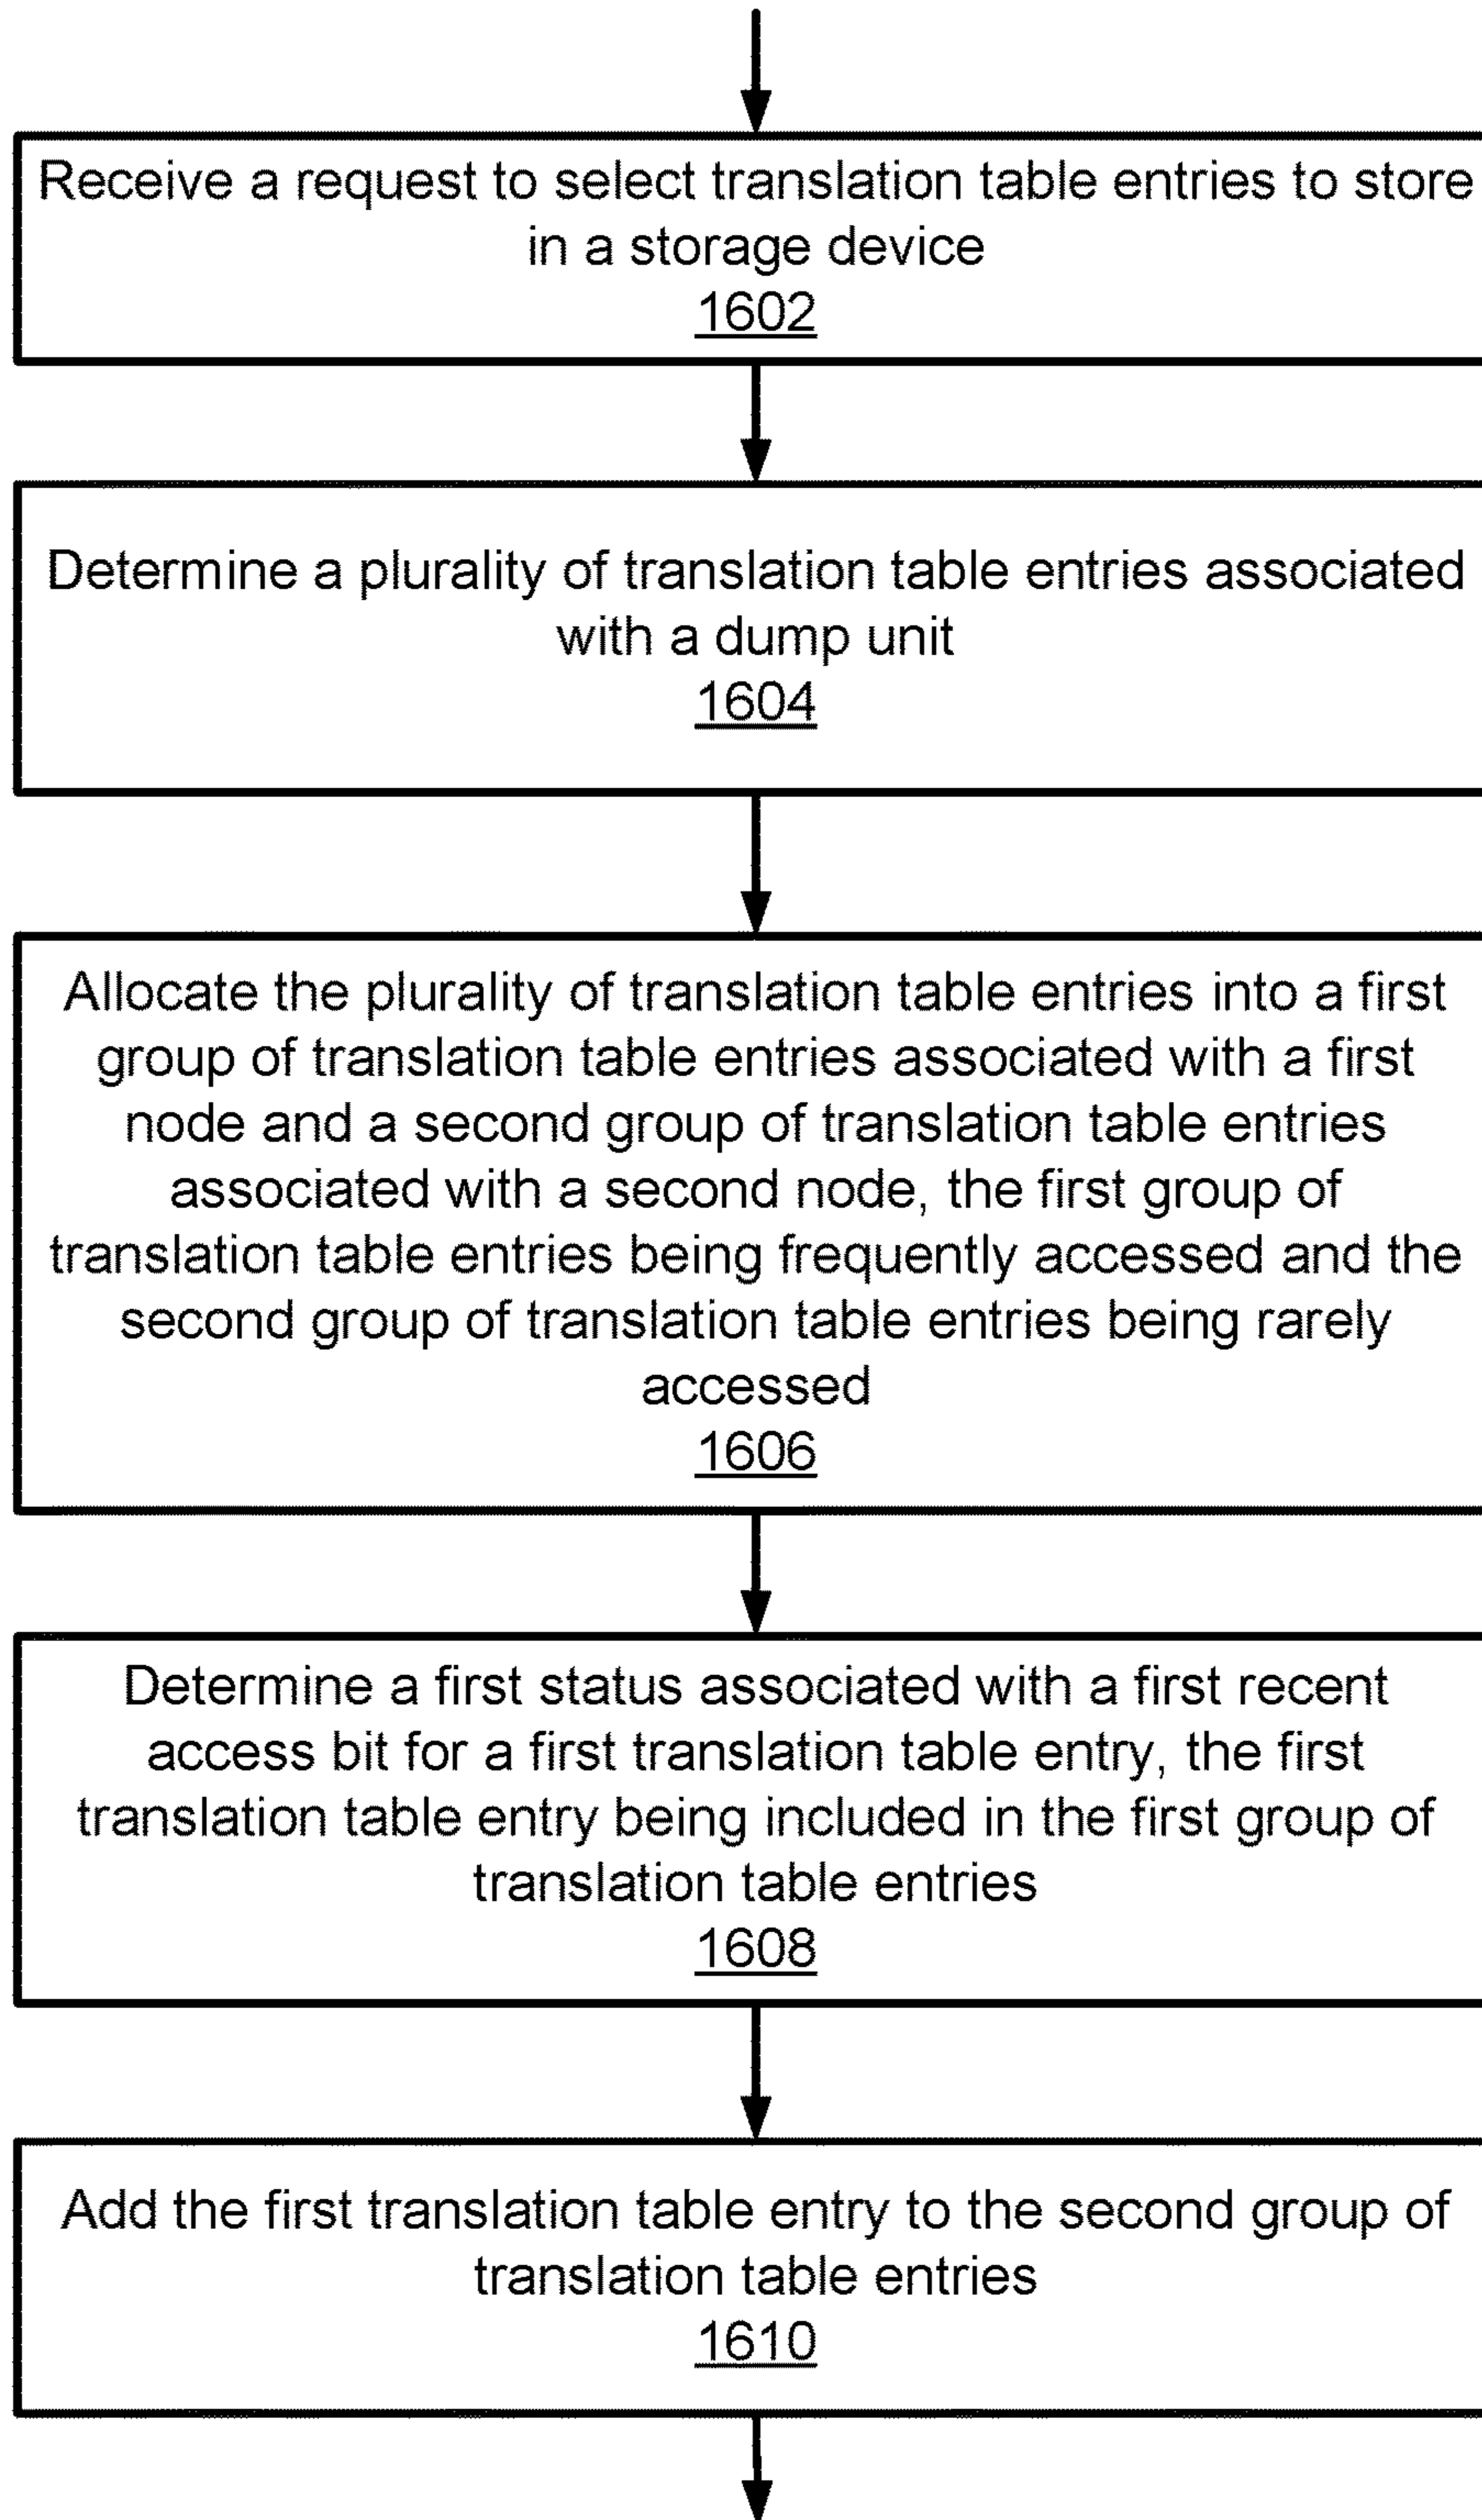 Receive a request to select translation table entries to store
in a storage device
1602
Determine a plurality of translation table entries associated
with a dump unit
1604
Allocate the plurality of translation table entries into a first
group of translation table entries associated with a first
node and a second group of translation table entries
associated with a second node, the first group of
translation table entries being frequently accessed and the
second group of translation table entries being rarely
accessed
1606
Determine a first status associated with a first recent
access bit for a first translation table entry, the first
translation table entry being included in the first group of
translation table entries
1608
Add the first translation table entry to the second group of
translation table entries
1610